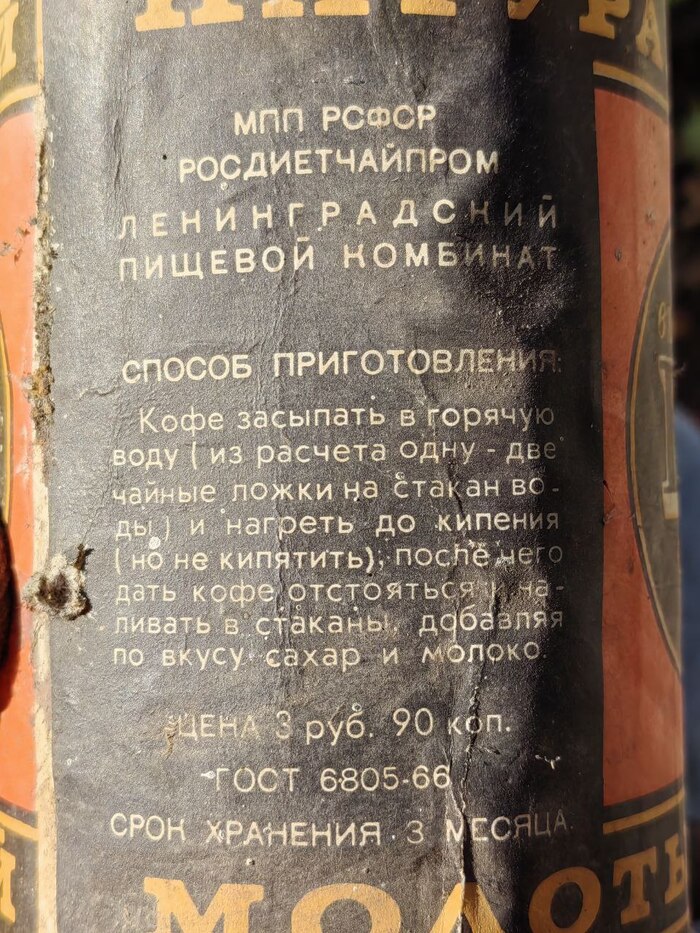 НАТУРА
МПП РСФСР
РОСДИЕТЧАЙПРОМ
ЛЕНИНГРАДСКИЙ
ПИЩЕВОЙ КОМБИНАТ
СПОСОБ ПРИГОТОВЛЕНИЯ:
Кофе засыпать в горячую
воду (из расчета одну - две
чайные ложки на стакан во-
ды) и нагреть до кипения
(но не кипятить), после чего
дать кофе отстояться и на-
ливать в стаканы, добавляя
по вкусу сахар и молоко.
ЦЕНА 3 руб. 90 коп.
ГОСТ 6805-66
СРОК ХРАНЕНИЯ 3 МЕСЯЦА
МОЛОТЬ